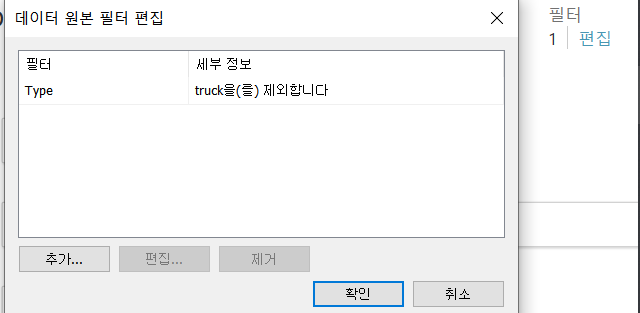 데이터 원본 필터 편집
필터
1 편집
필터 세부 정보
Type truck을(를) 제외합니다
추가... 편집... 제거
확인 취소